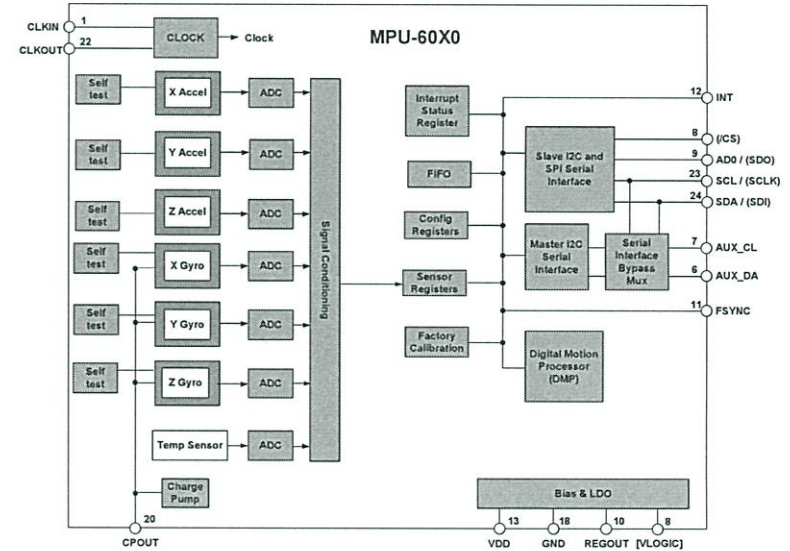 MPU-60X0
CLKIN
1
CLKOUT
22
CLOCK
Clock
Self
test
X Accel
ADC
Self
test
Y Accel
ADC
Self
test
Z Accel
ADC
Self
test
X Gyro
ADC
Self
test
Y Gyro
ADC
Self
test
Z Gyro
ADC
Temp Sensor
ADC
Charge
Pump
20
CPOUT
Signal Conditioning
Interrupt
Status
Register
FIFO
Config
Registers
Sensor
Registers
Factory
Calibration
Slave I2C and
SPI Serial
Interface
Master I2C
Serial
Interface
Serial
Interface
Bypass
Mux
Digital Motion
Processor
(DMP)
12
INT
8
(/CS)
9
AD0 / (SDO)
23
SCL / (SCLK)
24
SDA / (SDI)
7
AUX_CL
6
AUX_DA
11
FSYNC
Bias & LDO
13
VDD
18
GND
10
REGOUT
8
[VLOGIC]